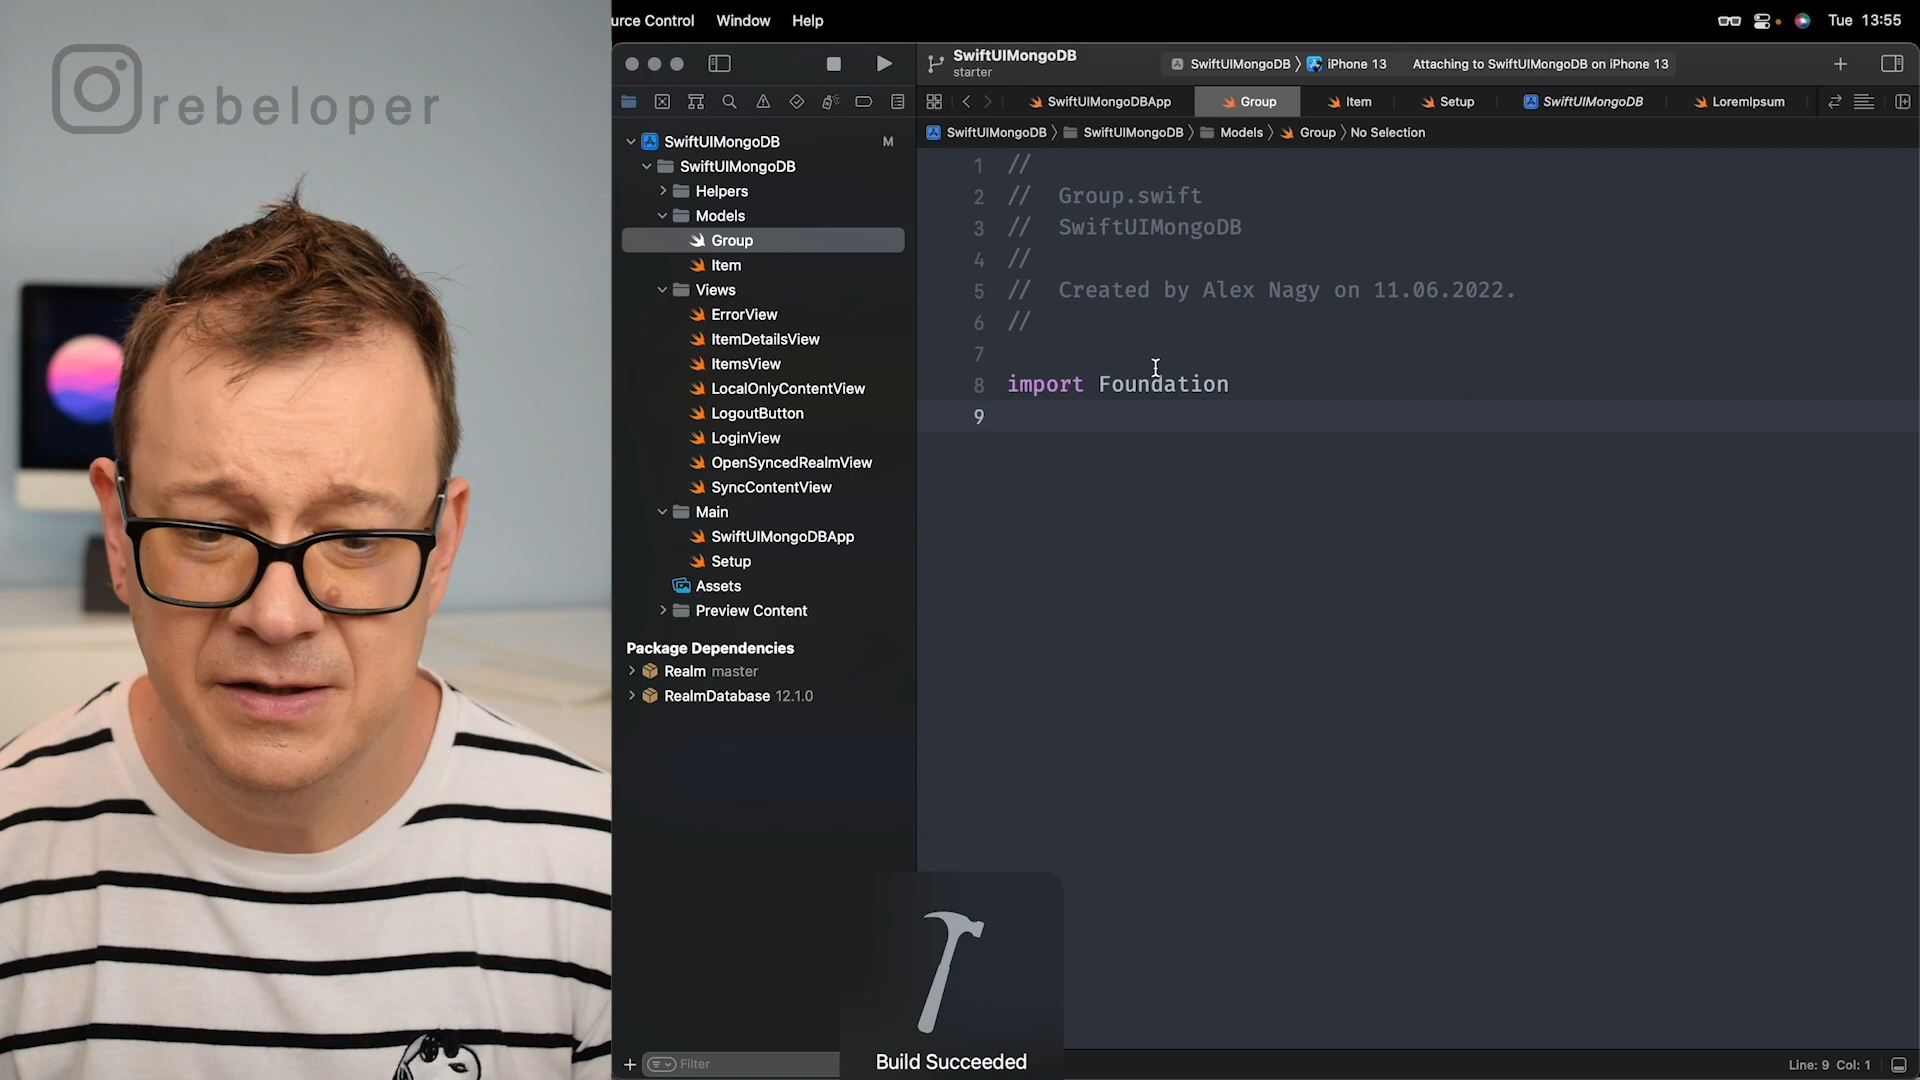 rebeloper
urce Control Window Help
Tue 13:55
SwiftUIMongoDB
starter
SwiftUIMongoDB 〉 iPhone 13 Attaching to SwiftUIMongoDB on iPhone 13
SwiftUIMongoDBApp Group Item Setup SwiftUIMongoDB LoremIpsum
SwiftUIMongoDB 〉 SwiftUIMongoDB 〉 Models 〉 Group 〉 No Selection
SwiftUIMongoDB M
SwiftUIMongoDB
Helpers
Models
Group
Item
Views
ErrorView
ItemDetailsView
ItemsView
LocalOnlyContentView
LogoutButton
LoginView
OpenSyncedRealmView
SyncContentView
Main
SwiftUIMongoDBApp
Setup
Assets
Preview Content
Package Dependencies
Realm master
RealmDatabase 12.1.0
Filter
1 //
2 // Group.swift
3 // SwiftUIMongoDB
4 //
5 // Created by Alex Nagy on 11.06.2022.
6 //
7
8 import Foundation
9
Build Succeeded
Line: 9 Col: 1